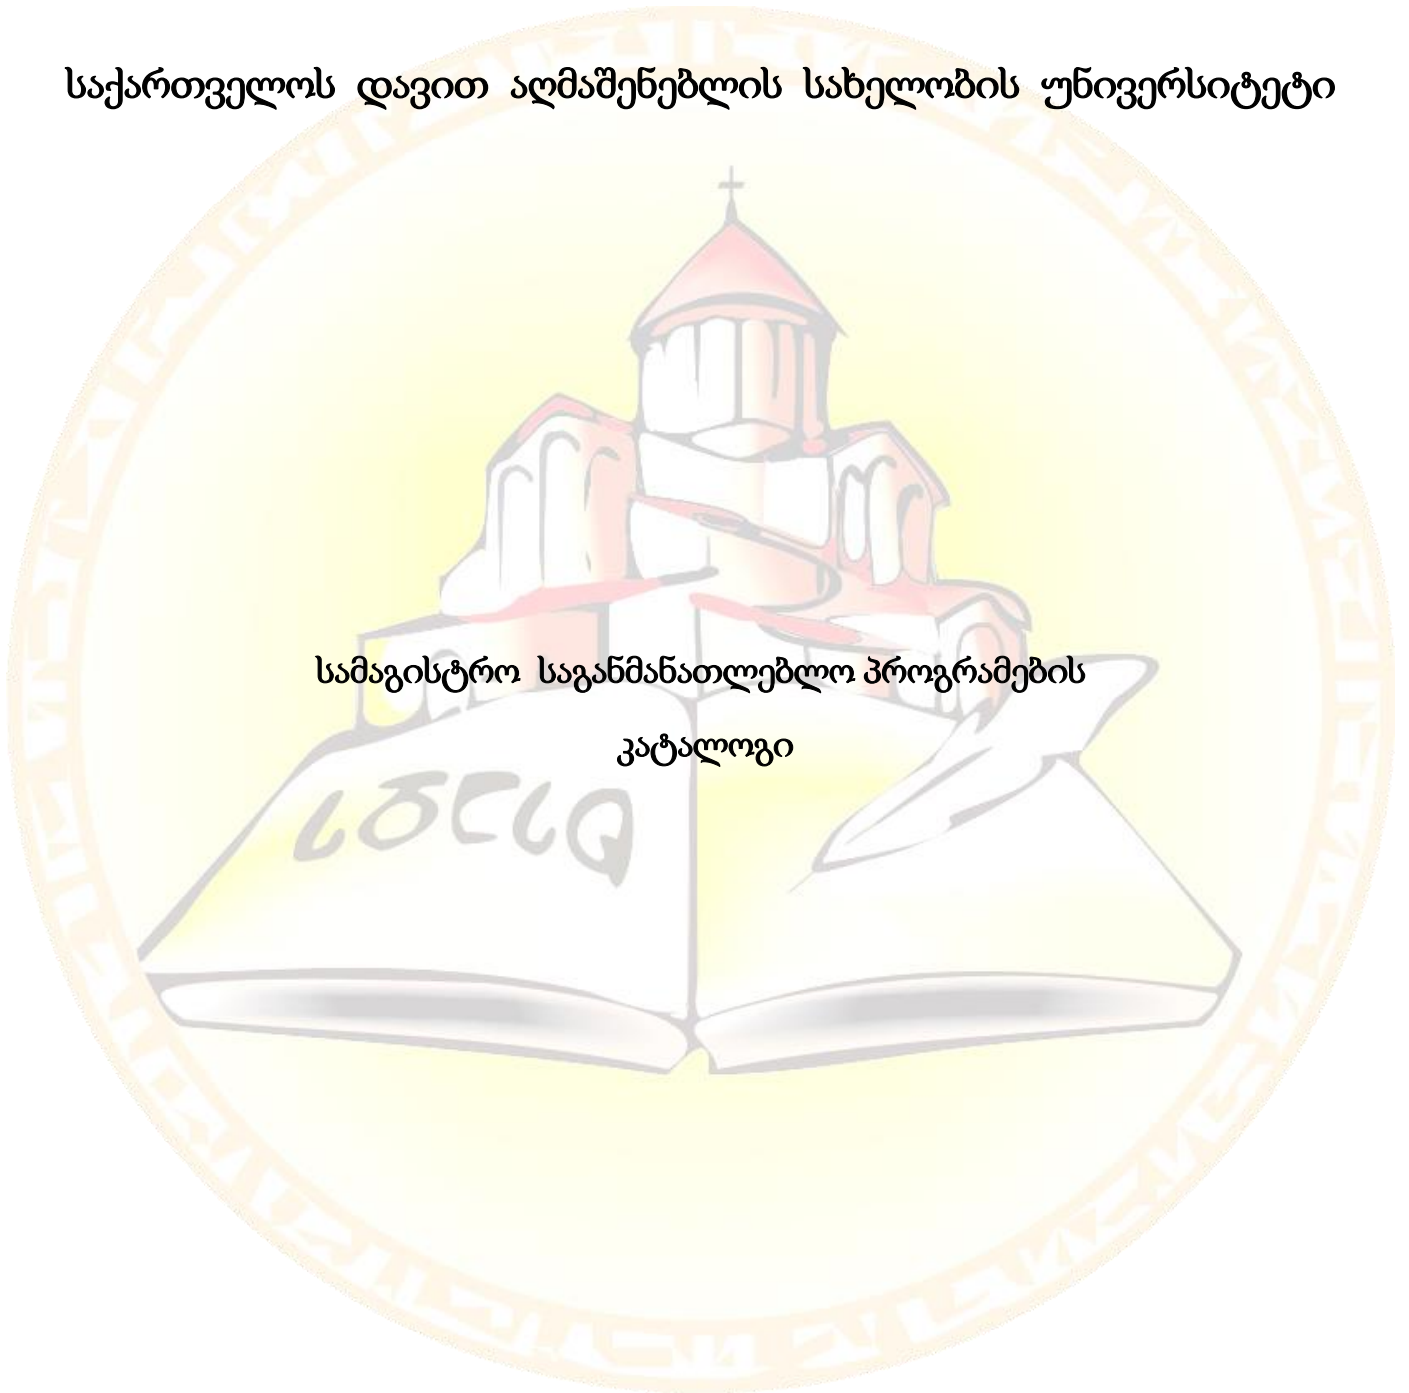 საქართველოს დავით აღმაშენებლის სახელობის უნივერსიტეტი
სამაგისტრო საგანმანათლებლო პროგრამების
კატალოგი